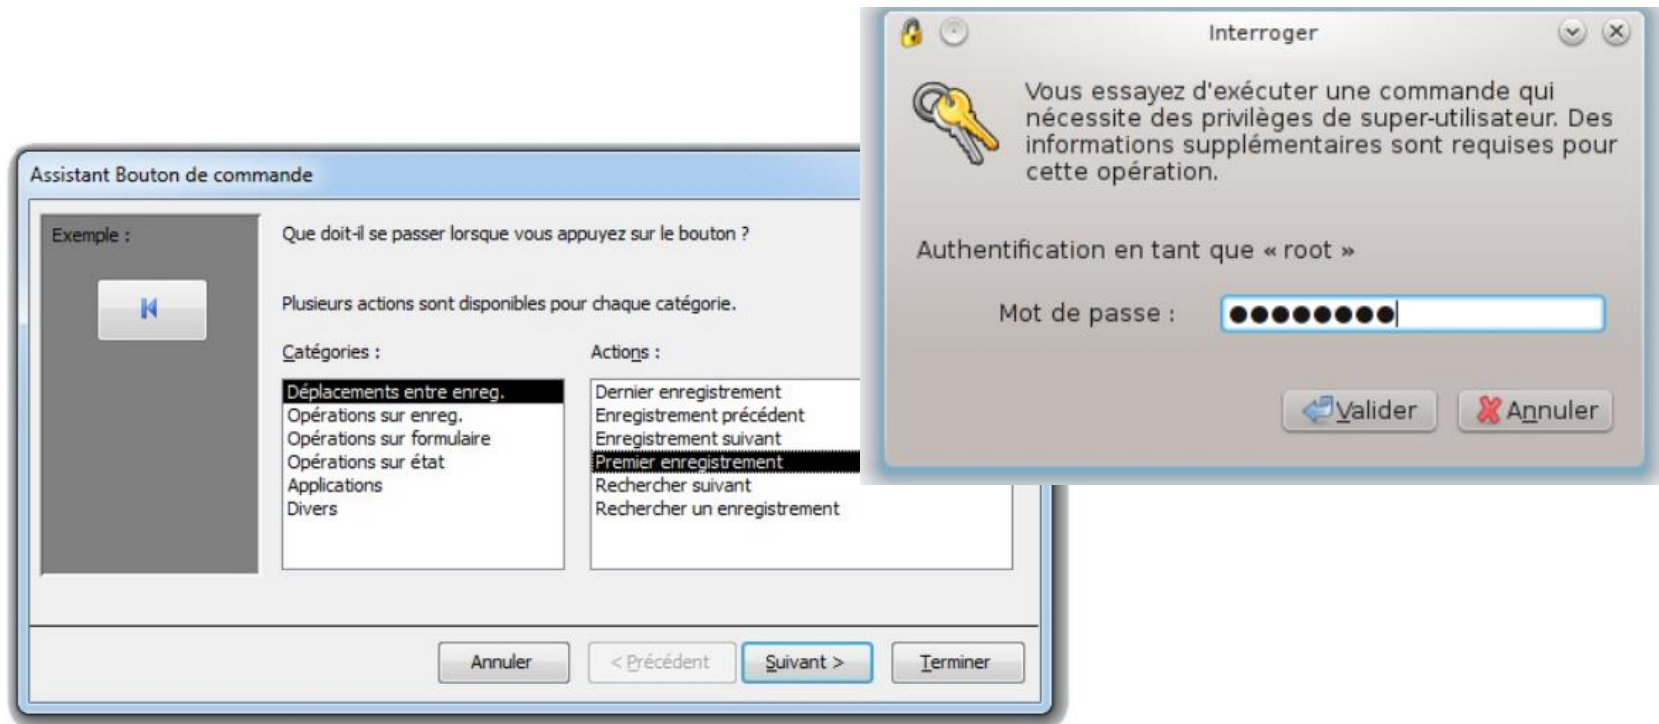 Interroger
Vous essayez d'exécuter une commande qui
nécessite des privilèges de super-utilisateur. Des
informations supplémentaires sont requises pour
cette opération.
Authentification en tant que « root »
Mot de passe : ●●●●●●●●
Valider
Annuler
Assistant Bouton de commande
Exemple :
Que doit-il se passer lorsque vous appuyez sur le bouton ?
Plusieurs actions sont disponibles pour chaque catégorie.
Catégories :
Déplacements entre enreg.
Opérations sur enreg.
Opérations sur formulaire
Opérations sur état
Applications
Divers
Actions :
Dernier enregistrement
Enregistrement précédent
Enregistrement suivant
Premier enregistrement
Rechercher suivant
Rechercher un enregistrement
Annuler
< Précédent
Suivant >
Terminer